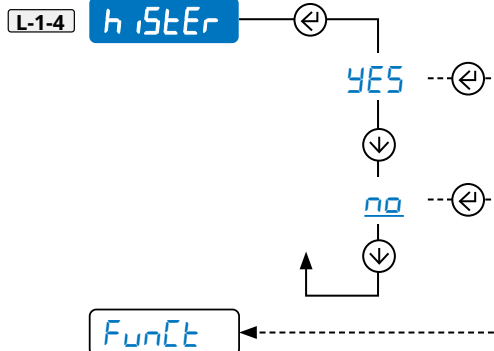 L-1-4 hiStEr
YES
no
FunCt